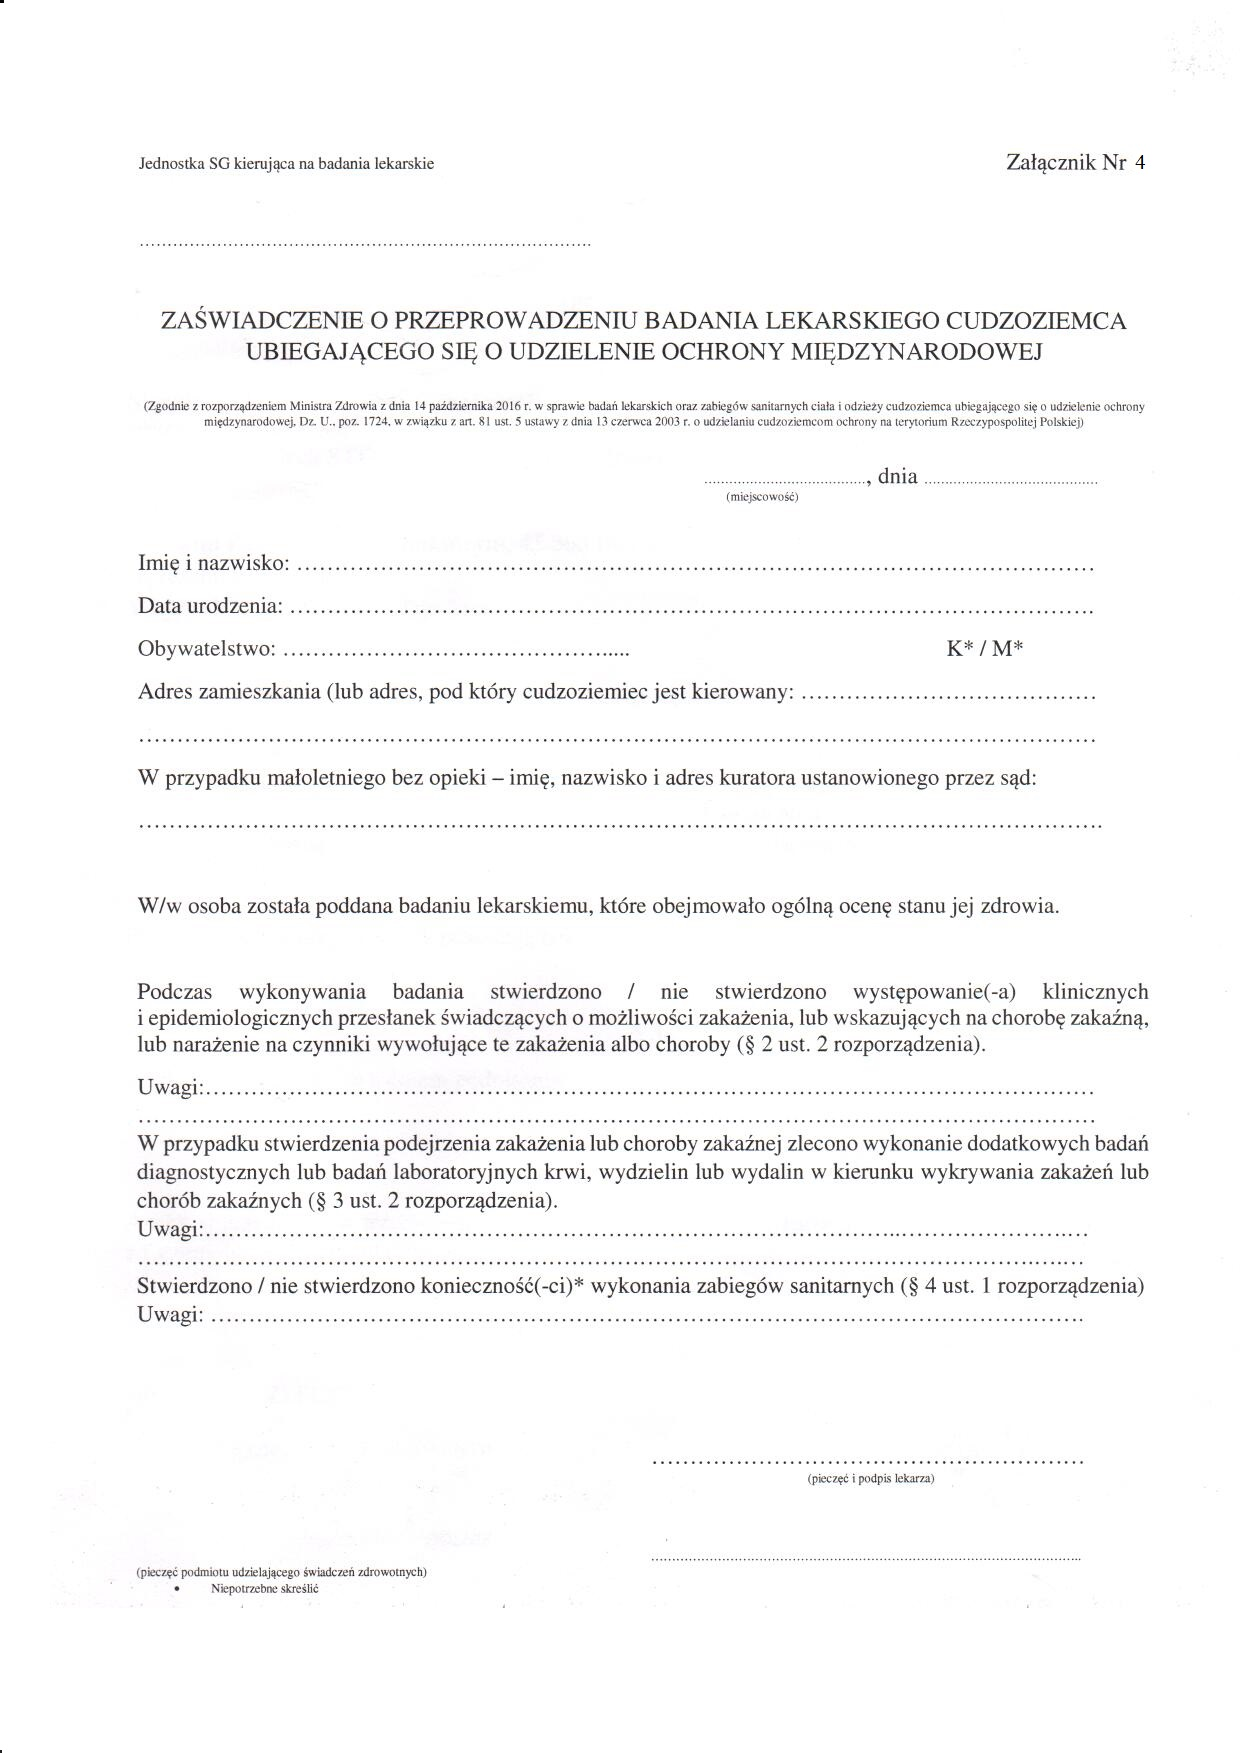 Jednostka SG kierująca na badania lekarskie
Załącznik Nr 4
................................................................................
ZAŚWIADCZENIE O PRZEPROWADZENIU BADANIA LEKARSKIEGO CUDZOZIEMCA
UBIEGAJĄCEGO SIĘ O UDZIELENIE OCHRONY MIĘDZYNARODOWEJ
(Zgodnie z rozporządzeniem Ministra Zdrowia z dnia 14 października 2016 r. w sprawie badań lekarskich oraz zabiegów sanitarnych ciała i odzieży cudzoziemca ubiegającego się o udzielenie ochrony
międzynarodowej, Dz. U., poz. 1724, w związku z art. 81 ust. 5 ustawy z dnia 13 czerwca 2003 r. o udzielaniu cudzoziemcom ochrony na terytorium Rzeczypospolitej Polskiej)
......................................, dnia .........................................
(miejscowość)
Imię i nazwisko: ………………………………………………………………………………………
Data urodzenia: ………………………………………………………………………………………
Obywatelstwo: …………………………………….... K* / M*
Adres zamieszkania (lub adres, pod który cudzoziemiec jest kierowany: …………………………………
………………………………………………………………………………………………………………
W przypadku małoletniego bez opieki – imię, nazwisko i adres kuratora ustanowionego przez sąd:
………………………………………………………………………………………………………………
W/w osoba została poddana badaniu lekarskiemu, które obejmowało ogólną ocenę stanu jej zdrowia.
Podczas wykonywania badania stwierdzono / nie stwierdzono występowanie(-a) klinicznych
i epidemiologicznych przesłanek świadczących o możliwości zakażenia, lub wskazujących na chorobę zakaźną,
lub narażenie na czynniki wywołujące te zakażenia albo choroby (§ 2 ust. 2 rozporządzenia).
Uwagi:………………………………………………………………………………………………………
………………………………………………………………………………………………………………
W przypadku stwierdzenia podejrzenia zakażenia lub choroby zakaźnej zlecono wykonanie dodatkowych badań
diagnostycznych lub badań laboratoryjnych krwi, wydzielin lub wydalin w kierunku wykrywania zakażeń lub
chorób zakaźnych (§ 3 ust. 2 rozporządzenia).
Uwagi:………………………………………………………………………………………………………
………………………………………………………………………………………………………………
Stwierdzono / nie stwierdzono konieczność(-ci)* wykonania zabiegów sanitarnych (§ 4 ust. 1 rozporządzenia)
Uwagi: ………………………………………………………………………………………………………
…………………………………………………
(pieczęć i podpis lekarza)
................................................................................
(pieczęć podmiotu udzielającego świadczeń zdrowotnych)
• Niepotrzebne skreślić